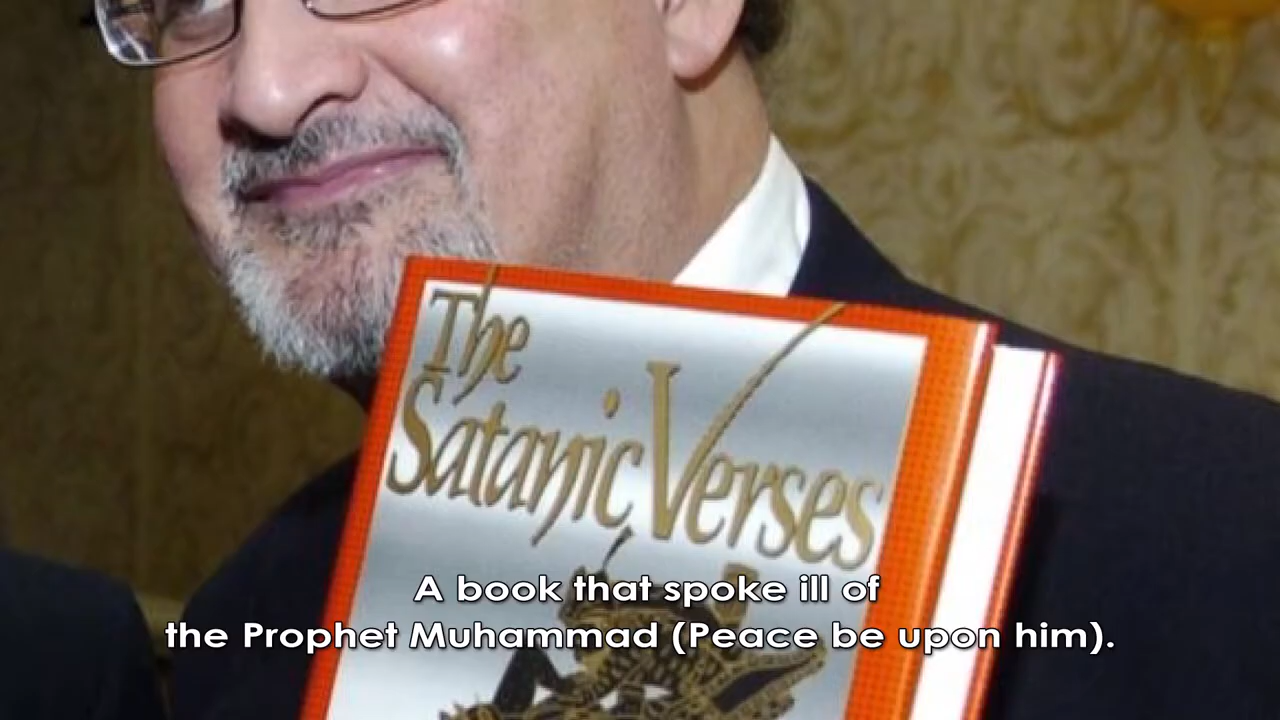 The
Satanic Verses
A book that spoke ill of
the Prophet Muhammad (Peace be upon him).